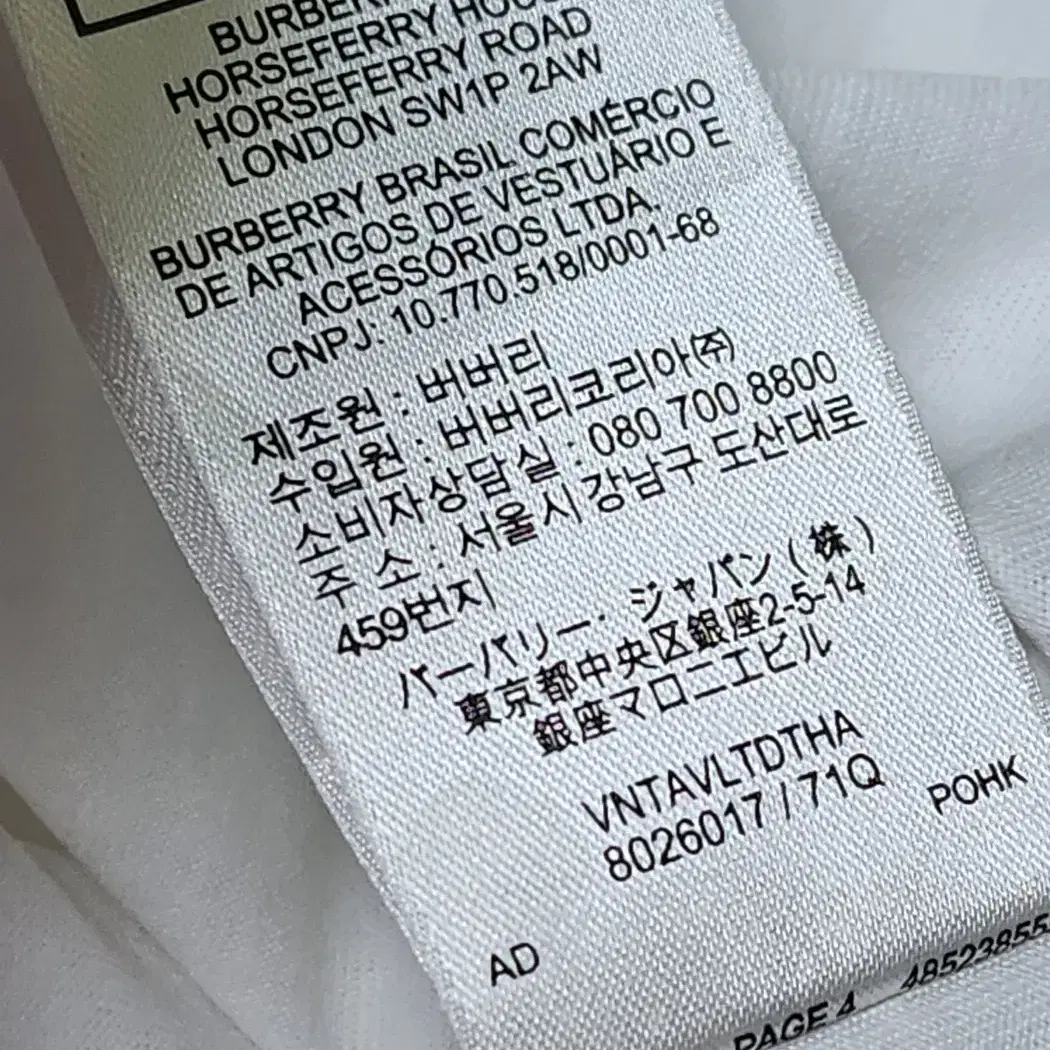 HORSEFERRY
HORSEFERRY ROAD
LONDON SW1P 2AW
BURBERRY BRASIL COMÉRCIO
DE ARTIGOS DE VESTUÁRIO E
ACESSÓRIOS LTDA.
CNPJ: 10.770.518/0001-68
제조원 : 버버리
수입원 : 버버리코리아㈜
소비자상담실 : 080 700 8800
주 소 : 서울시 강남구 도산대로
459번지
バーバリー・ジャパン（株）
東京都中央区銀座2-5-14
銀座マロニエビル
VNTAVLTDTHA
8026017 / 71Q
POHK
AD
PAGE 4